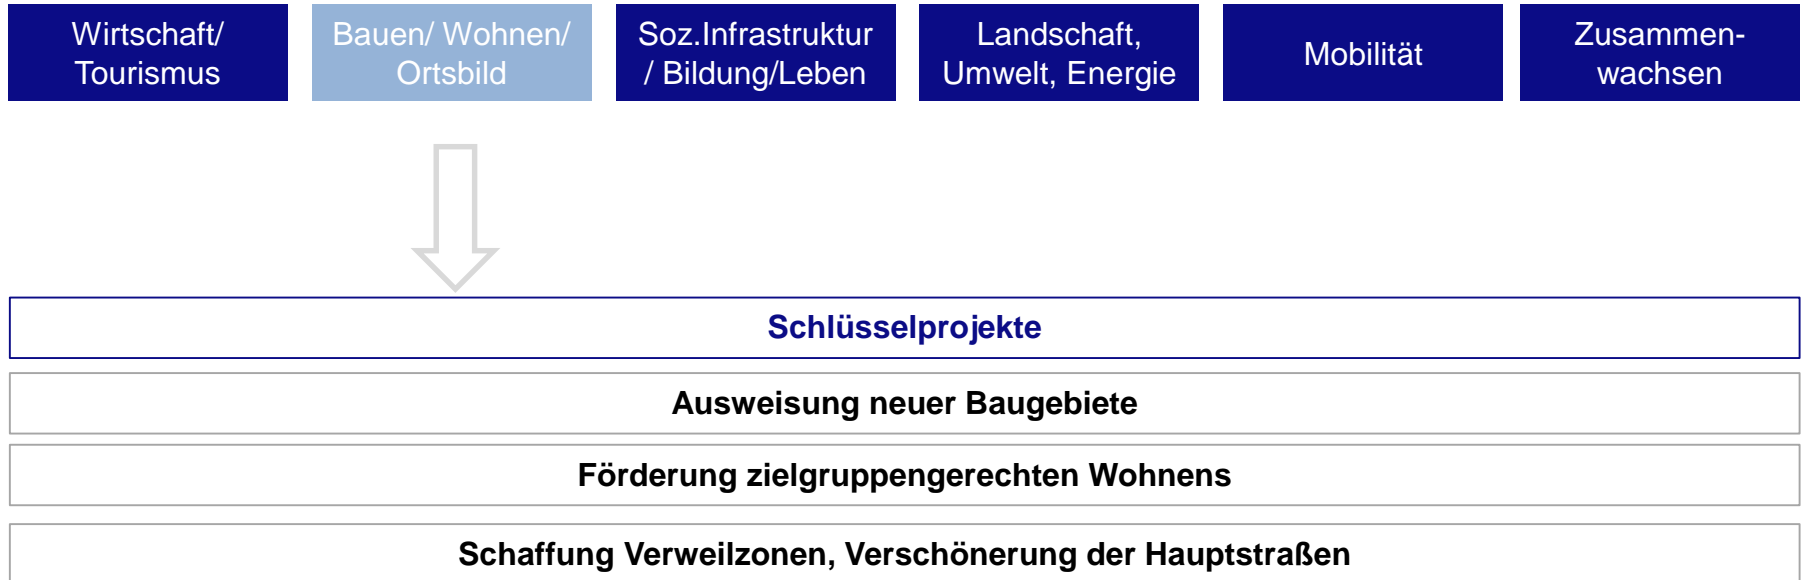 Wirtschaft/
Tourismus
Bauen/ Wohnen/
Ortsbild
Soz.Infrastruktur
/ Bildung/Leben
Landschaft,
Umwelt, Energie
Mobilität
Zusammen-
wachsen
Schlüsselprojekte
Ausweisung neuer Baugebiete
Förderung zielgruppengerechten Wohnens
Schaffung Verweilzonen, Verschönerung der Hauptstraßen